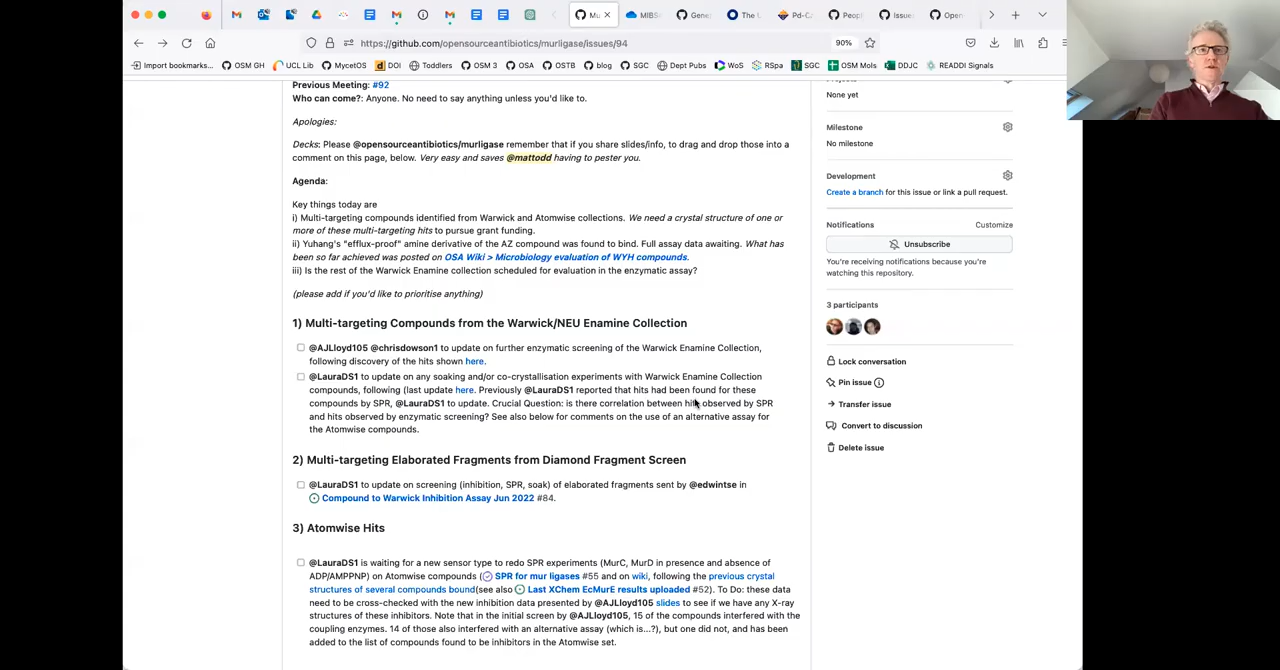 Mu
MIBS
Gene
The U
Pd-C
Peopl
Issue
Open
https://github.com/opensourceantibiotics/murligase/issues/94
90%
Import bookmarks...
OSM GH
UCL Lib
MycetOS
DOI
Toddlers
OSM 3
OSA
OSTB
blog
SGC
Dept Pubs
WoS
RSpa
SGC
OSM Mols
DDJC
READDI Signals
Previous Meeting: #92
Who can come?: Anyone. No need to say anything unless you'd like to.
Apologies:
Decks: Please @opensourceantibiotics/murligase remember that if you share slides/info, to drag and drop those into a
comment on this page, below. Very easy and saves @mattodd having to pester you.
Agenda:
Key things today are
i) Multi-targeting compounds identified from Warwick and Atomwise collections. We need a crystal structure of one or
more of these multi-targeting hits to pursue grant funding.
ii) Yuhang's "efflux-proof" amine derivative of the AZ compound was found to bind. Full assay data awaiting. What has
been so far achieved was posted on OSA Wiki > Microbiology evaluation of WYH compounds.
iii) Is the rest of the Warwick Enamine collection scheduled for evaluation in the enzymatic assay?
(please add if you'd like to prioritise anything)
1) Multi-targeting Compounds from the Warwick/NEU Enamine Collection
@AJLloyd105 @chrisdowson1 to update on further enzymatic screening of the Warwick Enamine Collection,
following discovery of the hits shown here.
@LauraDS1 to update on any soaking and/or co-crystallisation experiments with Warwick Enamine Collection
compounds, following (last update here. Previously @LauraDS1 reported that hits had been found for these
compounds by SPR, @LauraDS1 to update. Crucial Question: is there correlation between hits observed by SPR
and hits observed by enzymatic screening? See also below for comments on the use of an alternative assay for
the Atomwise compounds.
2) Multi-targeting Elaborated Fragments from Diamond Fragment Screen
@LauraDS1 to update on screening (inhibition, SPR, soak) of elaborated fragments sent by @edwintse in
Compound to Warwick Inhibition Assay Jun 2022 #84.
3) Atomwise Hits
@LauraDS1 is waiting for a new sensor type to redo SPR experiments (MurC, MurD in presence and absence of
ADP/AMPPNP) on Atomwise compounds (SPR for mur ligases #55 and on wiki, following the previous crystal
structures of several compounds bound(see also Last XChem EcMurE results uploaded #52). To Do: these data
need to be cross-checked with the new inhibition data presented by @AJLloyd105 slides to see if we have any X-ray
structures of these inhibitors. Note that in the initial screen by @AJLloyd105, 15 of the compounds interfered with the
coupling enzymes. 14 of those also interfered with an alternative assay (which is...?), but one did not, and has been
added to the list of compounds found to be inhibitors in the Atomwise set.
None yet
Milestone
No milestone
Development
Create a branch for this issue or link a pull request.
Notifications
Customize
Unsubscribe
You're receiving notifications because you're
watching this repository.
3 participants
Lock conversation
Pin issue
Transfer issue
Convert to discussion
Delete issue